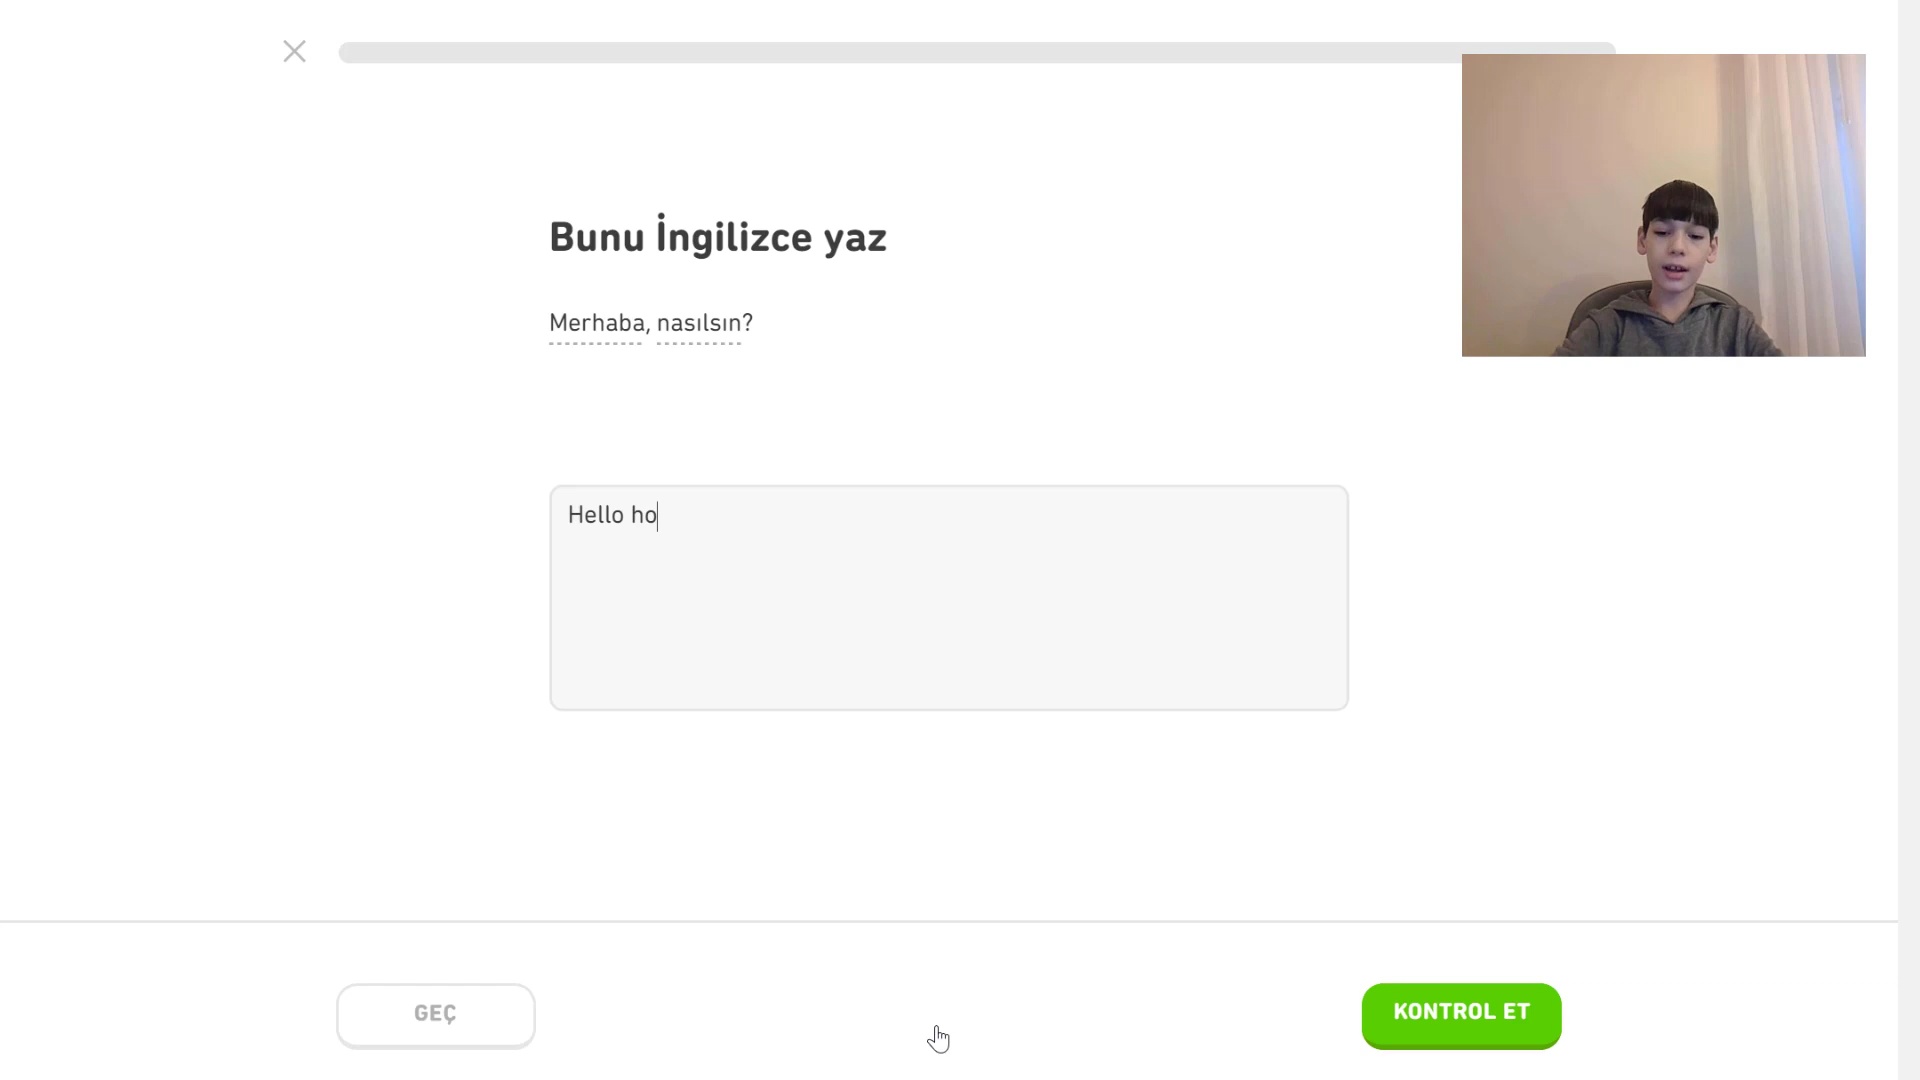 Bunu İngilizce yaz
Merhaba, nasılsın?
Hello ho
GEÇ
KONTROL ET